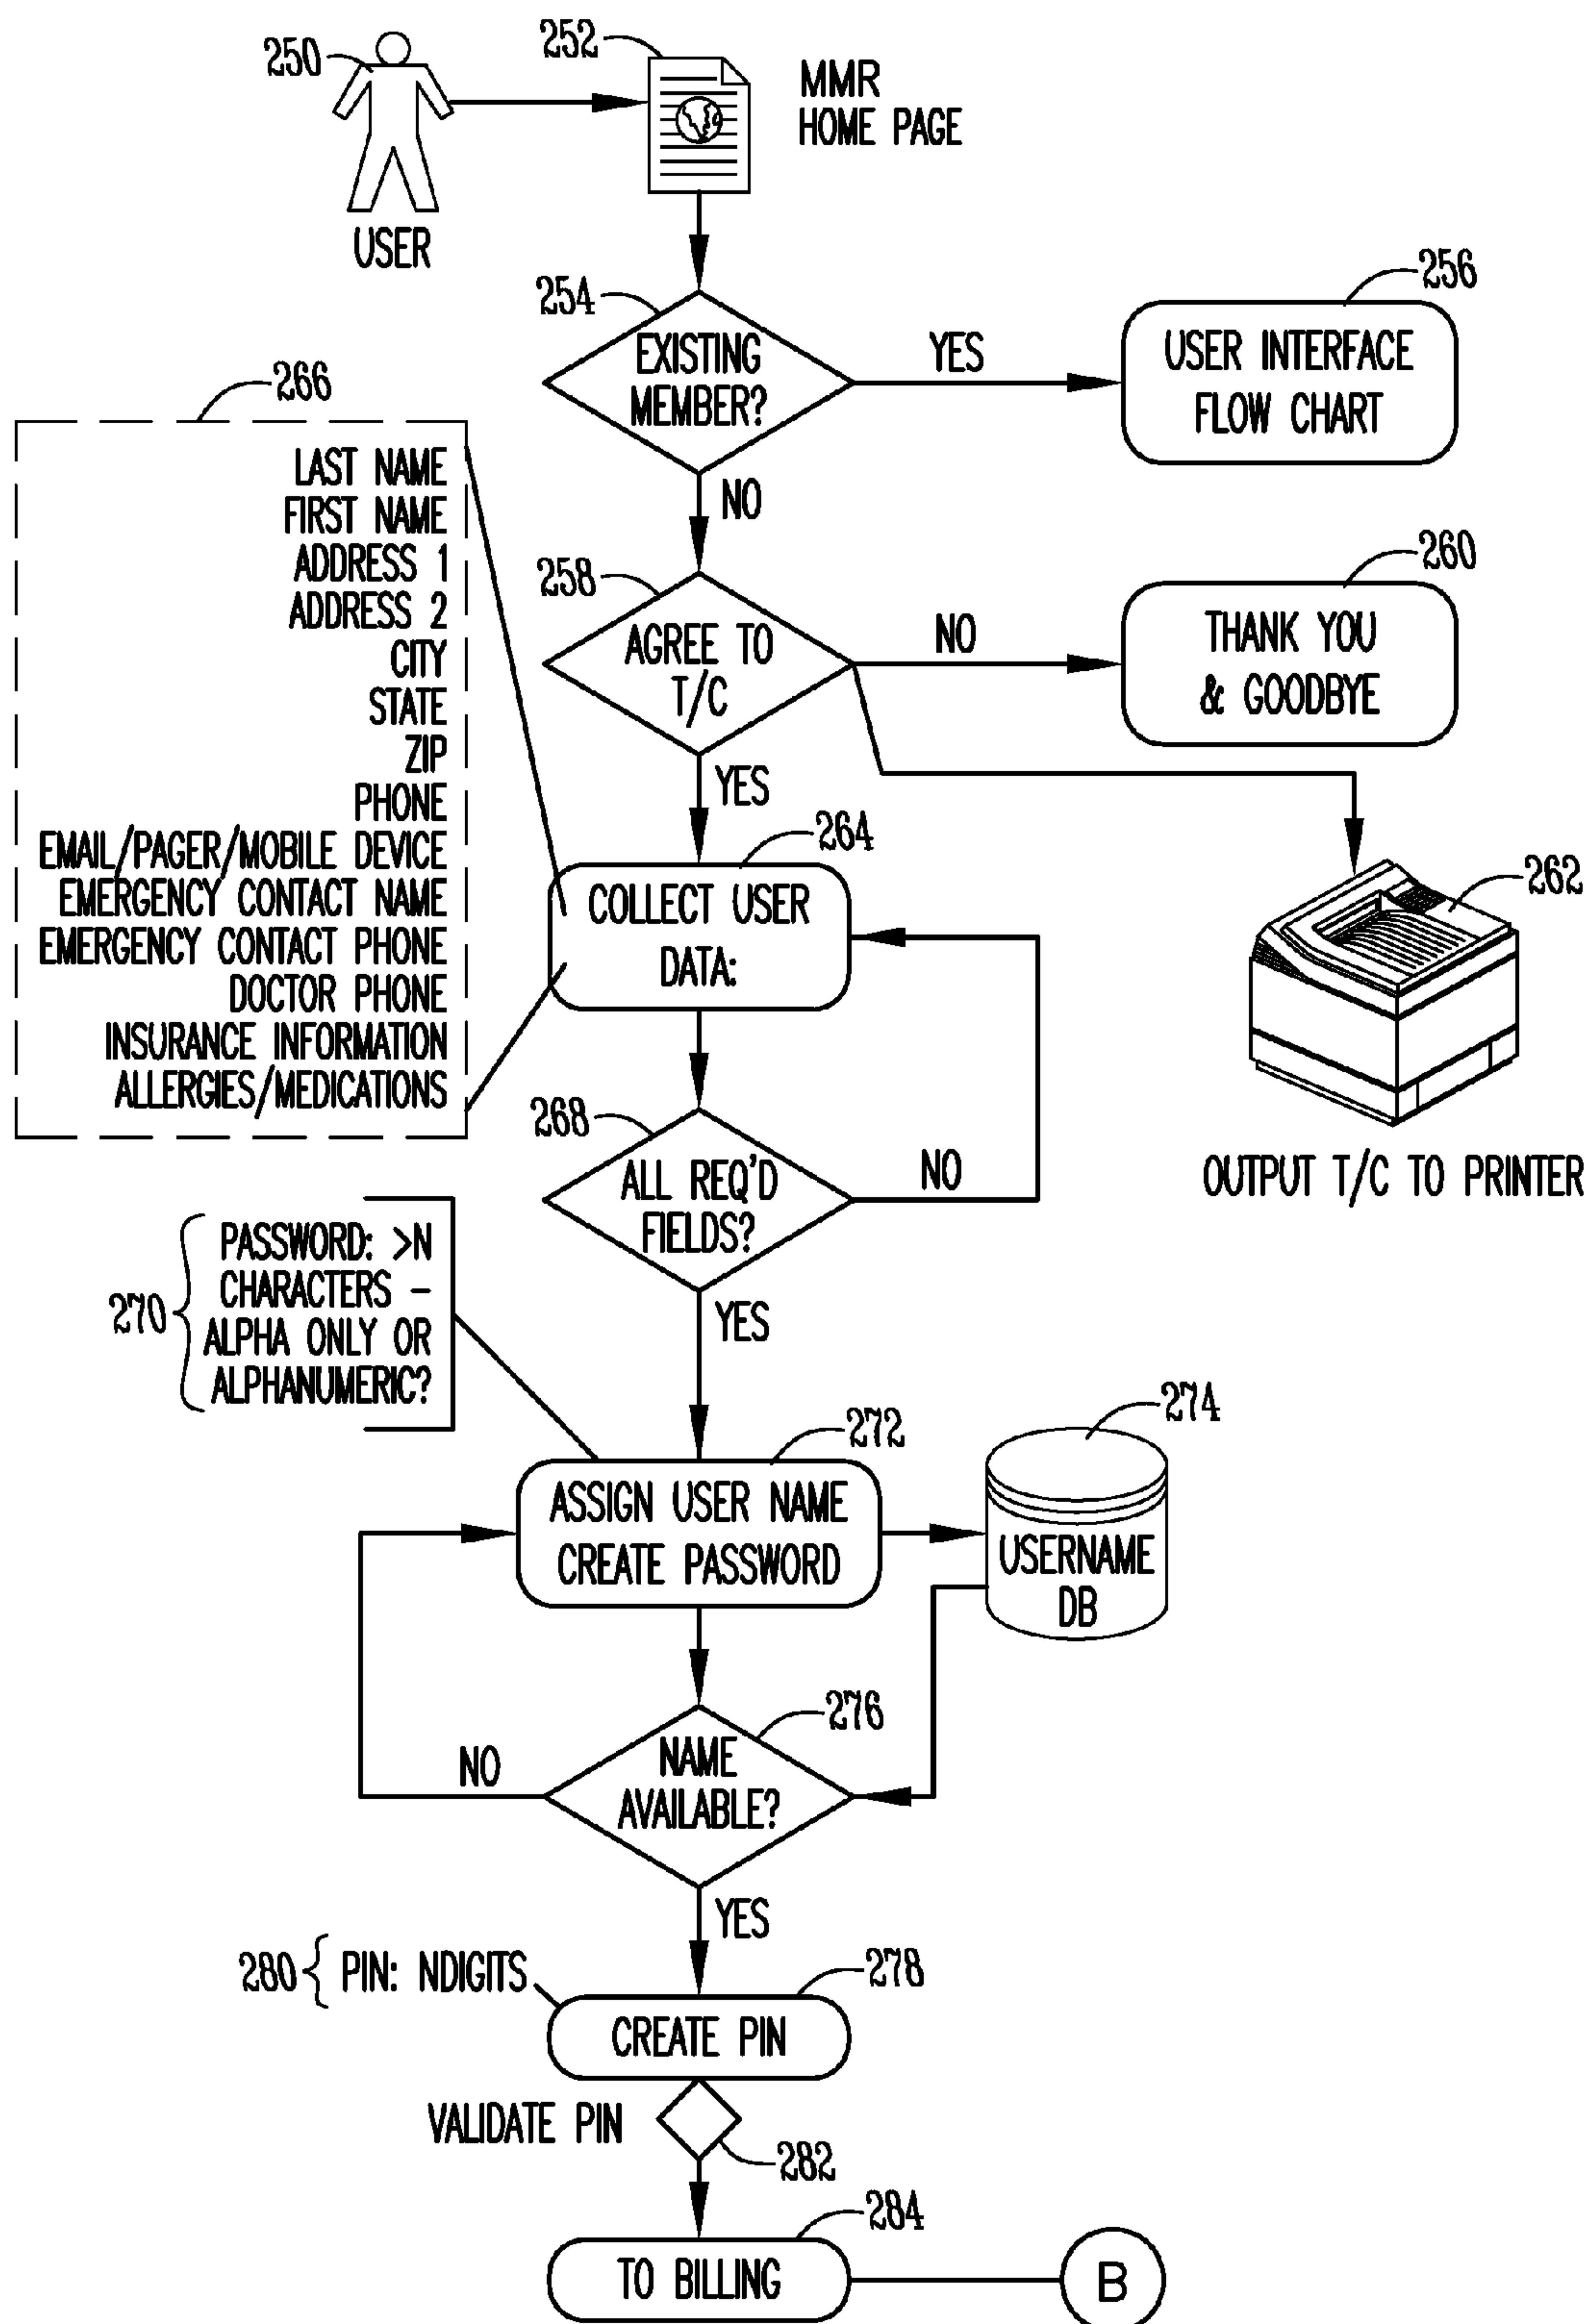 250
252
MMR
HOME PAGE
USER
254
EXISTING
MEMBER?
YES
256
USER INTERFACE
FLOW CHART
NO
266
LAST NAME
FIRST NAME
ADDRESS 1
ADDRESS 2
CITY
STATE
ZIP
PHONE
EMAIL/PAGER/MOBILE DEVICE
EMERGENCY CONTACT NAME
EMERGENCY CONTACT PHONE
DOCTOR PHONE
INSURANCE INFORMATION
ALLERGIES/MEDICATIONS
258
AGREE TO
T/C
NO
260
THANK YOU
& GOODBYE
YES
262
OUTPUT T/C TO PRINTER
264
COLLECT USER
DATA:
268
ALL REQ'D
FIELDS?
NO
YES
270
PASSWORD: >N
CHARACTERS –
ALPHA ONLY OR
ALPHANUMERIC?
272
ASSIGN USER NAME
CREATE PASSWORD
274
USERNAME
DB
276
NAME
AVAILABLE?
NO
YES
280
PIN: NDIGITS
278
CREATE PIN
VALIDATE PIN
282
284
TO BILLING
B